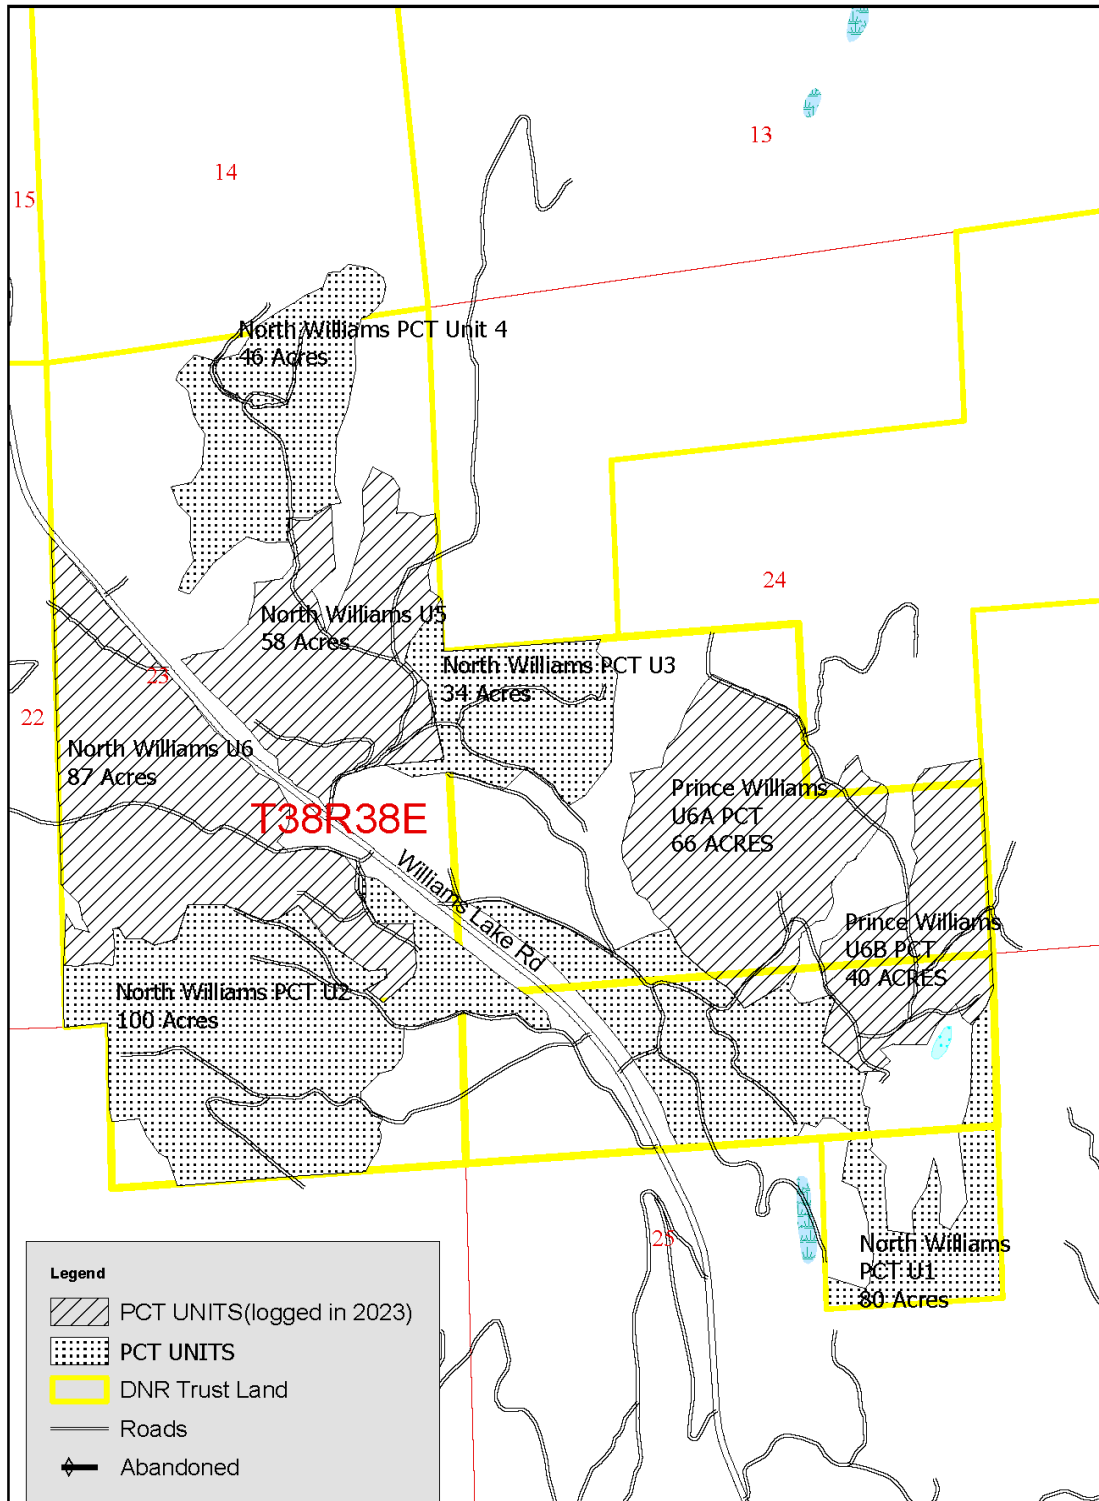 13
14
15
North Williams PCT Unit 4
46 Acres
24
North Williams U5
58 Acres
North Williams PCT U3
34 Acres
23
22
North Williams U6
87 Acres
Prince Williams
U6A PCT
66 ACRES
T38R38E
Williams Lake Rd
Prince Williams
U6B PCT
40 ACRES
North Williams PCT U2
100 Acres
25
North Williams
PCT U1
80 Acres
Legend
PCT UNITS(logged in 2023)
PCT UNITS
DNR Trust Land
Roads
Abandoned